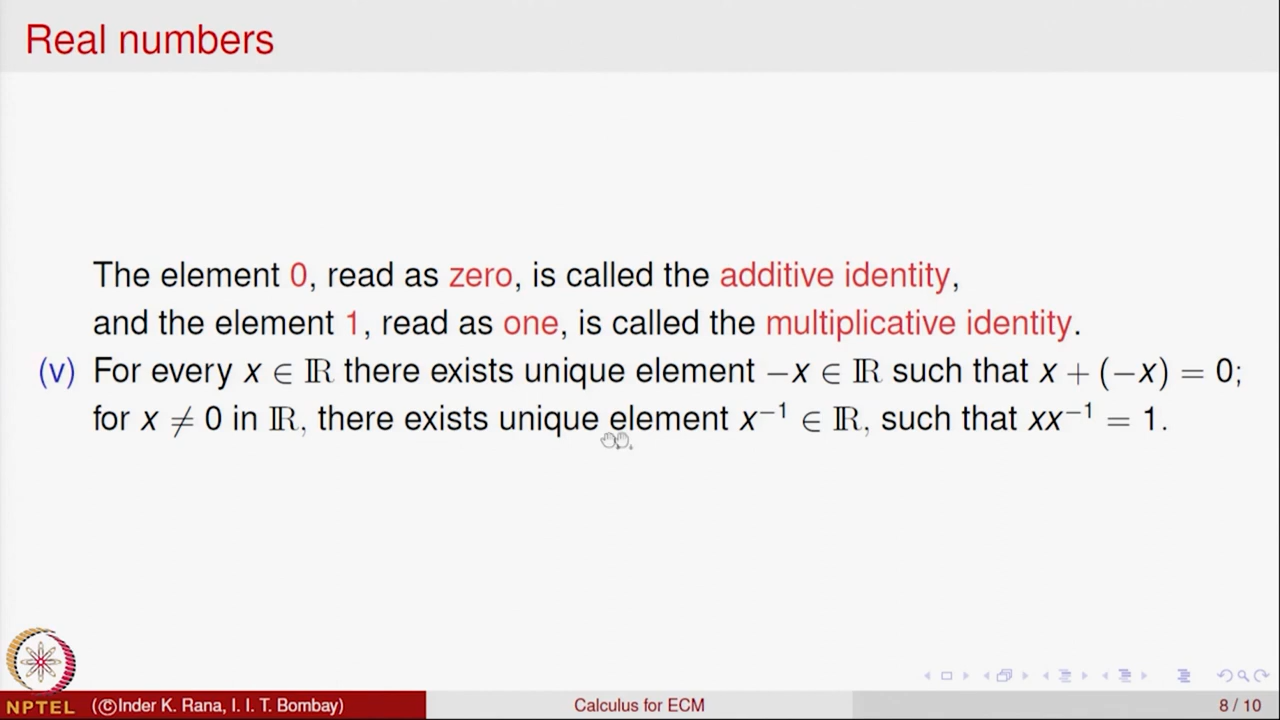 Real numbers
The element 0, read as zero, is called the additive identity,
and the element 1, read as one, is called the multiplicative identity.
(v) For every x ∈ ℝ there exists unique element −x ∈ ℝ such that x + (−x) = 0;
for x ≠ 0 in ℝ, there exists unique element x⁻¹ ∈ ℝ, such that xx⁻¹ = 1.
NPTEL
(©Inder K. Rana, I. I. T. Bombay)
Calculus for ECM
8 / 10